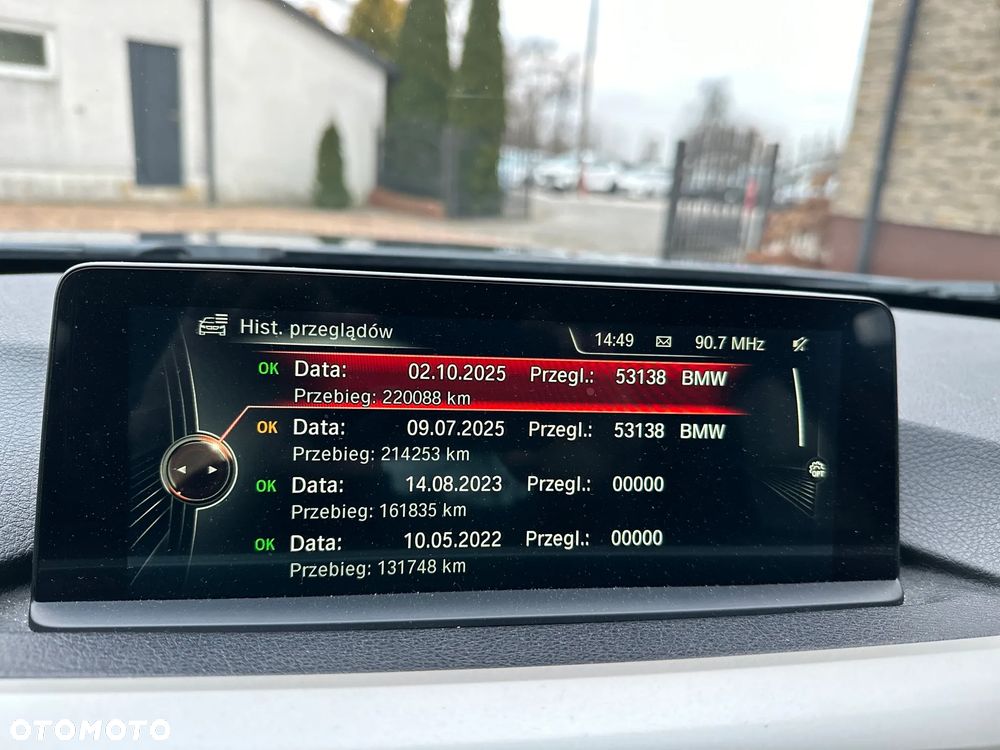 Hist. przeglądów
14:49 90.7 MHz
OK Data: 02.10.2025 Przegl.: 53138 BMW
Przebieg: 220088 km
OK Data: 09.07.2025 Przegl.: 53138 BMW
Przebieg: 214253 km
OK Data: 14.08.2023 Przegl.: 00000
Przebieg: 161835 km
OK Data: 10.05.2022 Przegl.: 00000
Przebieg: 131748 km
OFF
OTOMOTO